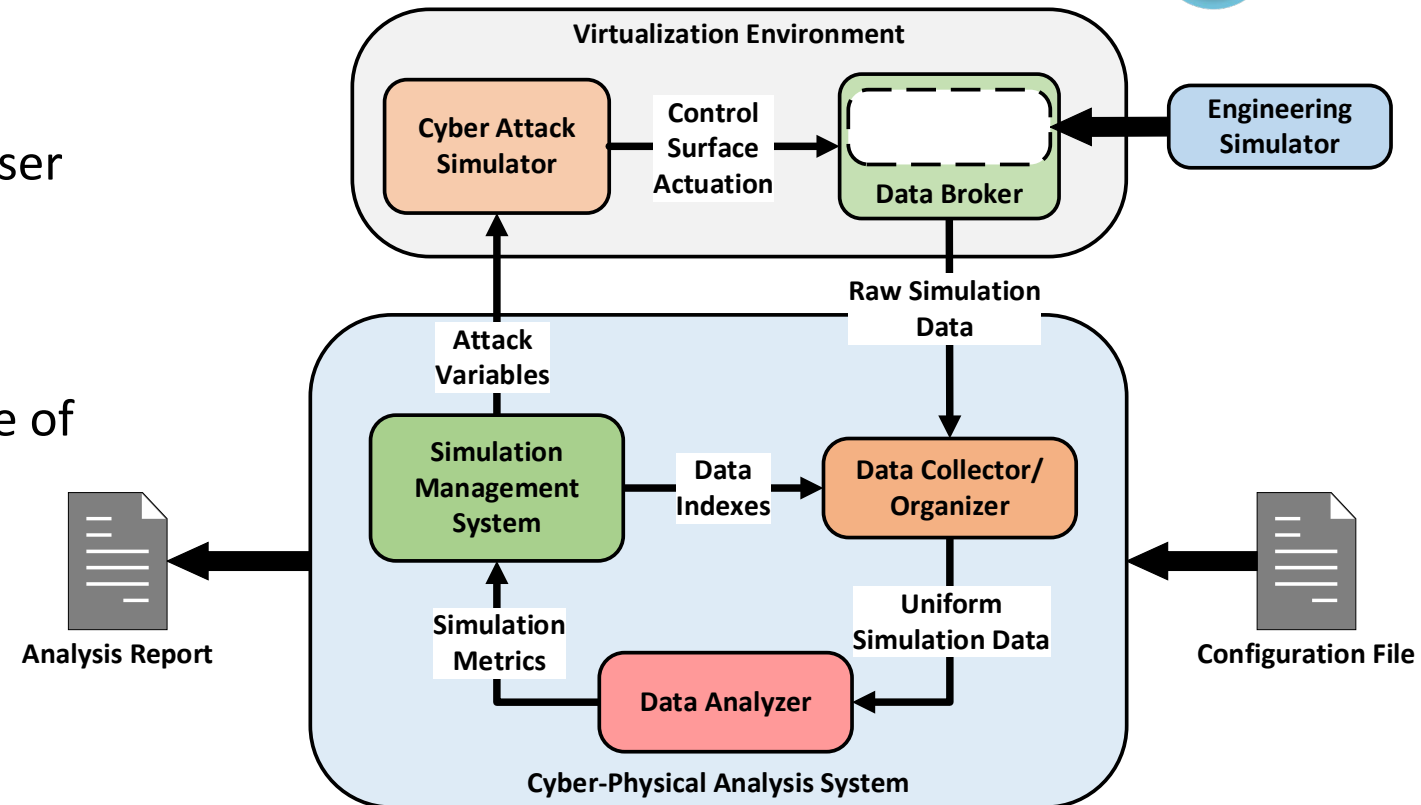 Virtualization Environment
Cyber Attack
Simulator
Control
Surface
Actuation
Data Broker
Engineering
Simulator
ser
Raw Simulation
Data
Attack
Variables
e of
Simulation
Management
System
Data
Indexes
Data Collector/
Organizer
Analysis Report
Simulation
Metrics
Uniform
Simulation Data
Configuration File
Data Analyzer
Cyber-Physical Analysis System